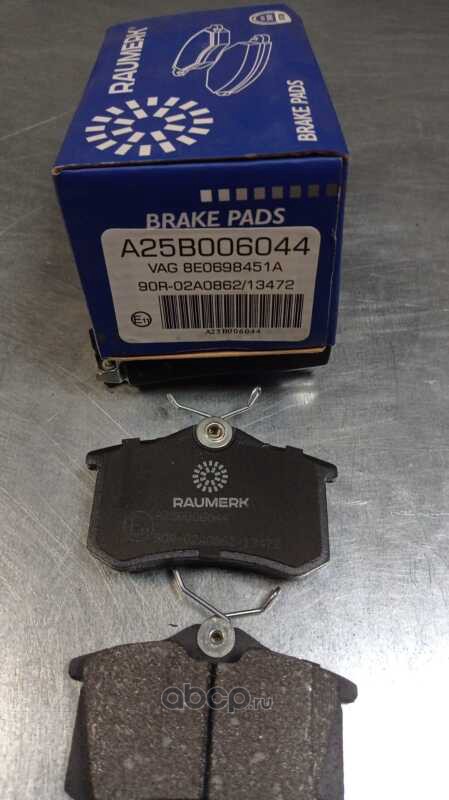 RAUMERK
BRAKE PADS
BRAKE PADS
A25B006044
VAG 8E0698451A
90R-02A0862/13472
E11
A25B006044
RAUMERK
A25B006044
90R-02A0862/13472
abcp.ru